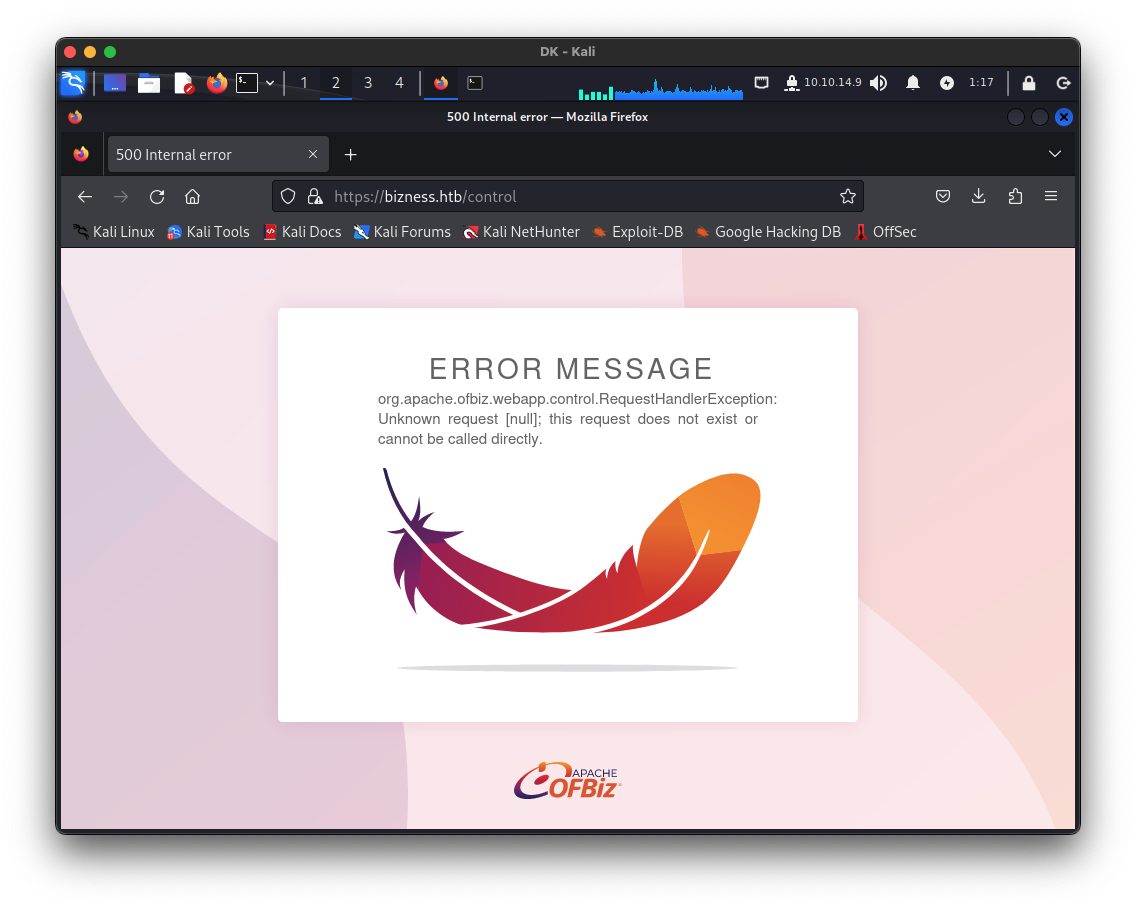 DK - Kali
1 2 3 4 10.10.14.9 1:17
500 Internal error — Mozilla Firefox
500 Internal error
https://bizness.htb/control
Kali Linux Kali Tools Kali Docs Kali Forums Kali NetHunter Exploit-DB Google Hacking DB OffSec
ERROR MESSAGE
org.apache.ofbiz.webapp.control.RequestHandlerException:
Unknown request [null]; this request does not exist or
cannot be called directly.
APACHE
OFBiz